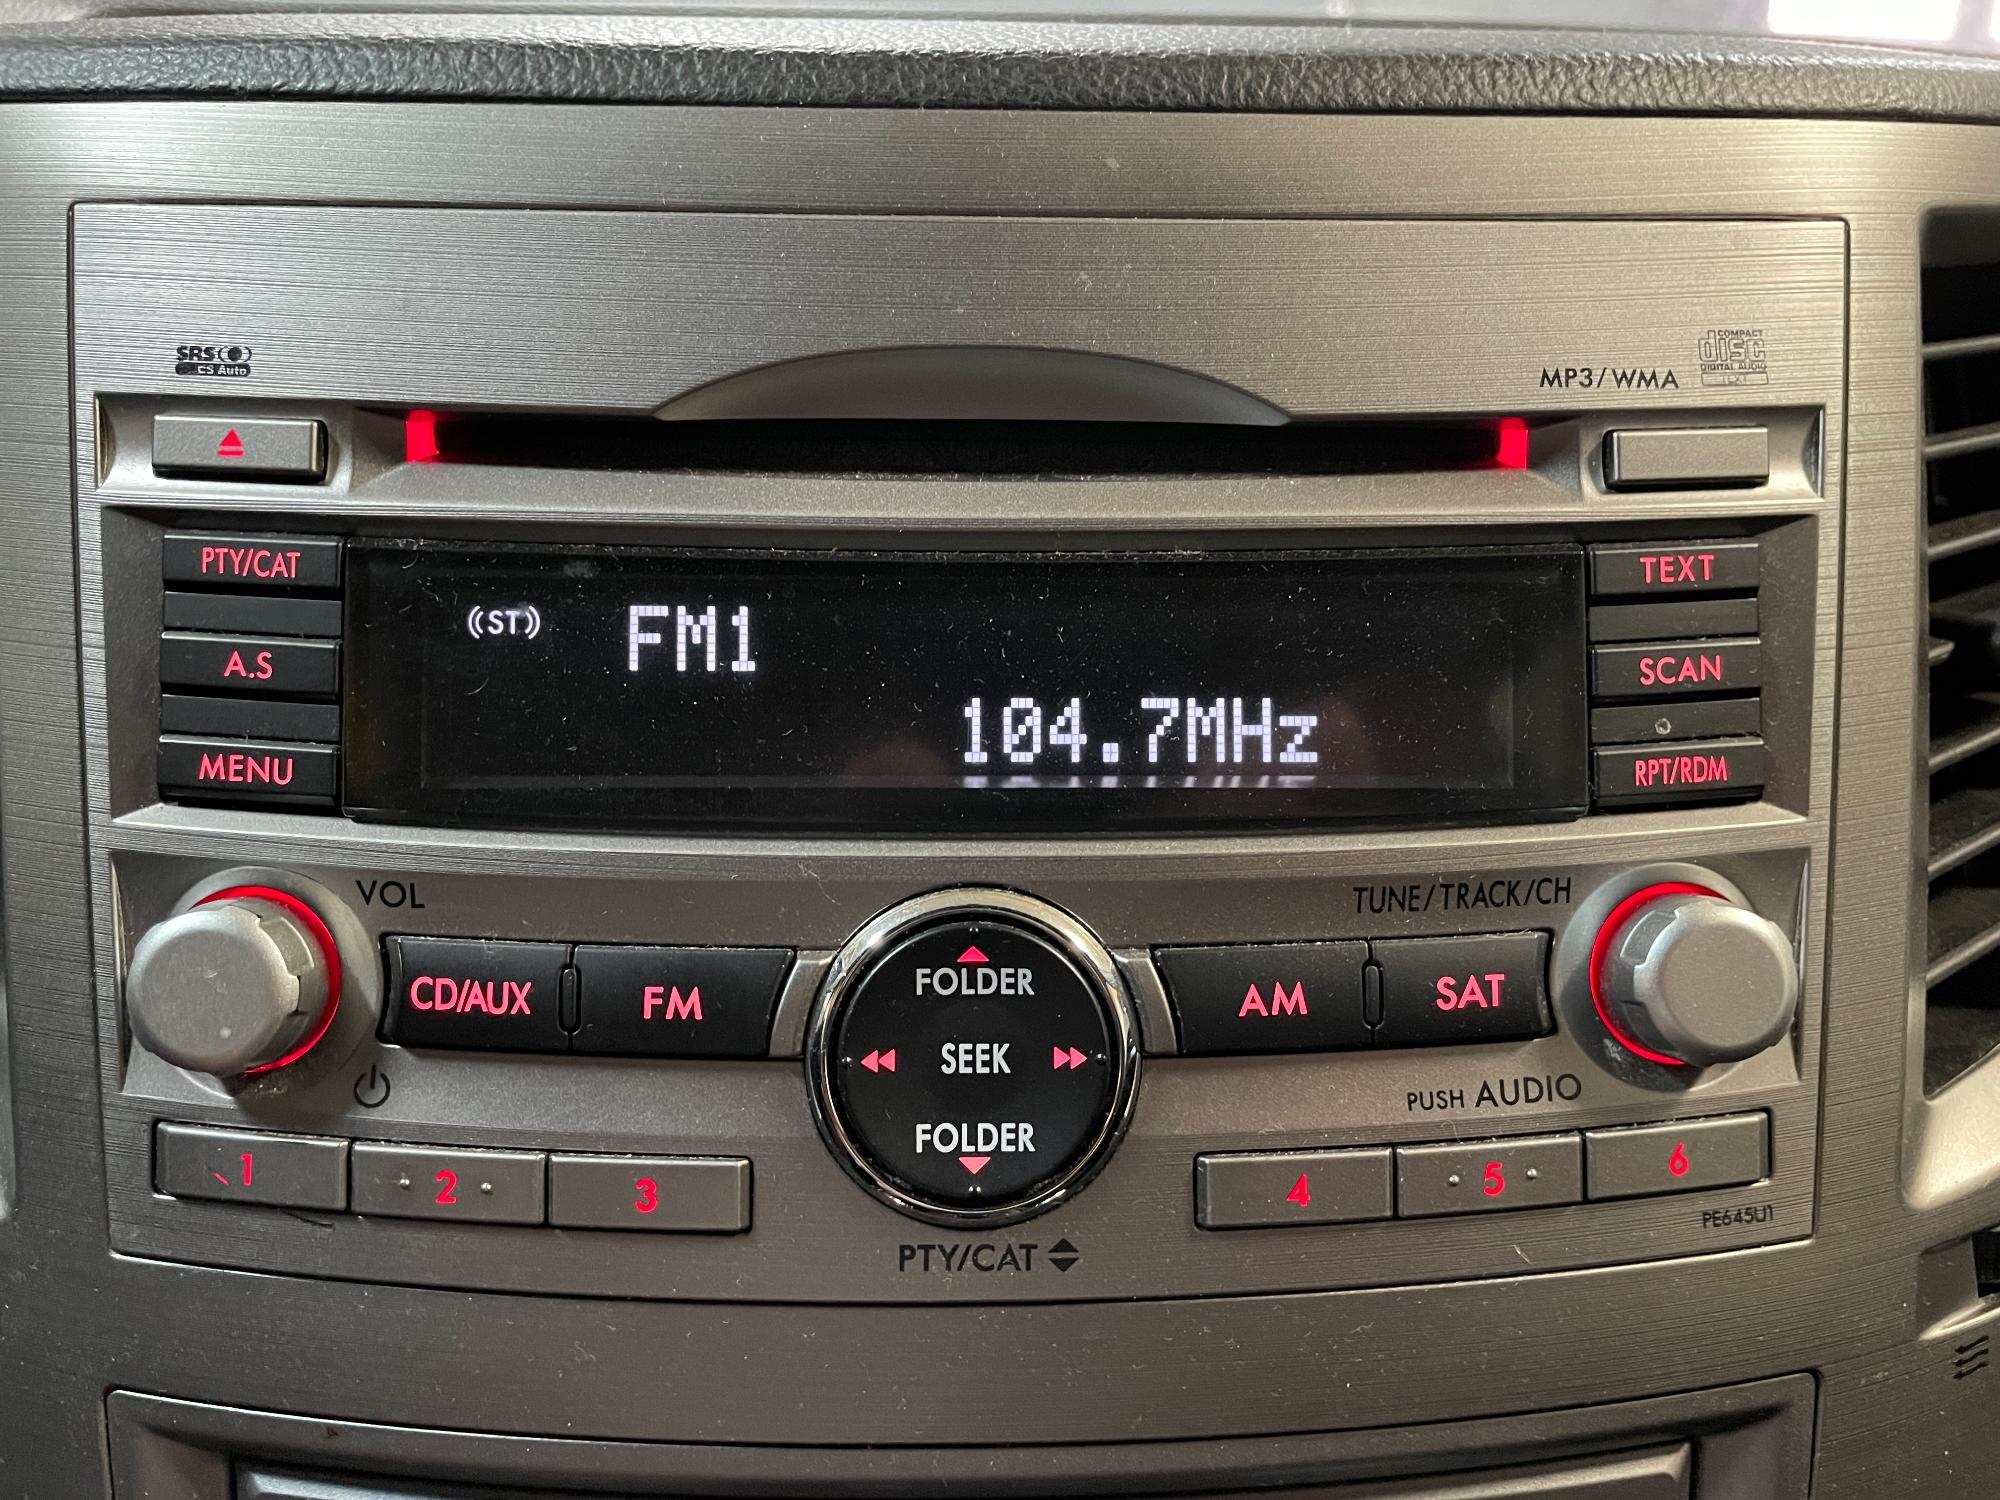 SRS
CS Auto
MP3/WMA
COMPACT
disc
DIGITAL AUDIO
TEXT
PTY/CAT
TEXT
(ST)
FM1
A.S
SCAN
104.7MHz
MENU
RPT/RDM
VOL
TUNE/TRACK/CH
CD/AUX
FM
FOLDER
AM
SAT
SEEK
PUSH AUDIO
FOLDER
1
2
3
4
5
6
PE645U1
PTY/CAT